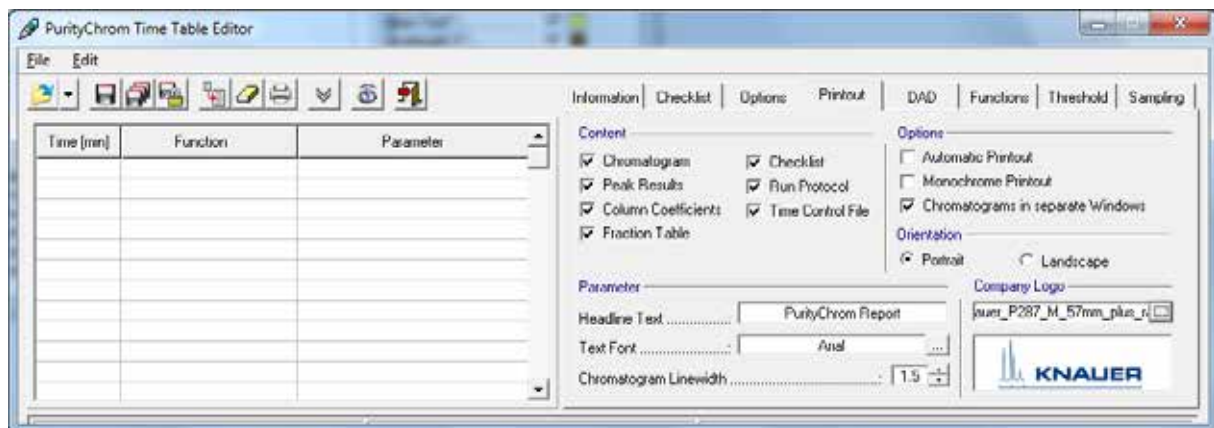 PurityChrom Time Table Editor
File Edit
Information Checklist Options Printout DAD Functions Threshold Sampling
Time [min] Function Parameter
Content
Chromatogram
Peak Results
Column Coefficients
Fraction Table
Checklist
Run Protocol
Time Control File
Options
Automatic Printout
Monochrome Printout
Chromatograms in separate Windows
Orientation
Portrait Landscape
Parameter
Headline Text ................ : PurityChrom Report
Text Font ...................... : Arial ...
Chromatogram Linewidth ..................................... : 1.5
Company Logo
auer_P287_M_57mm_plus_r
KNAUER